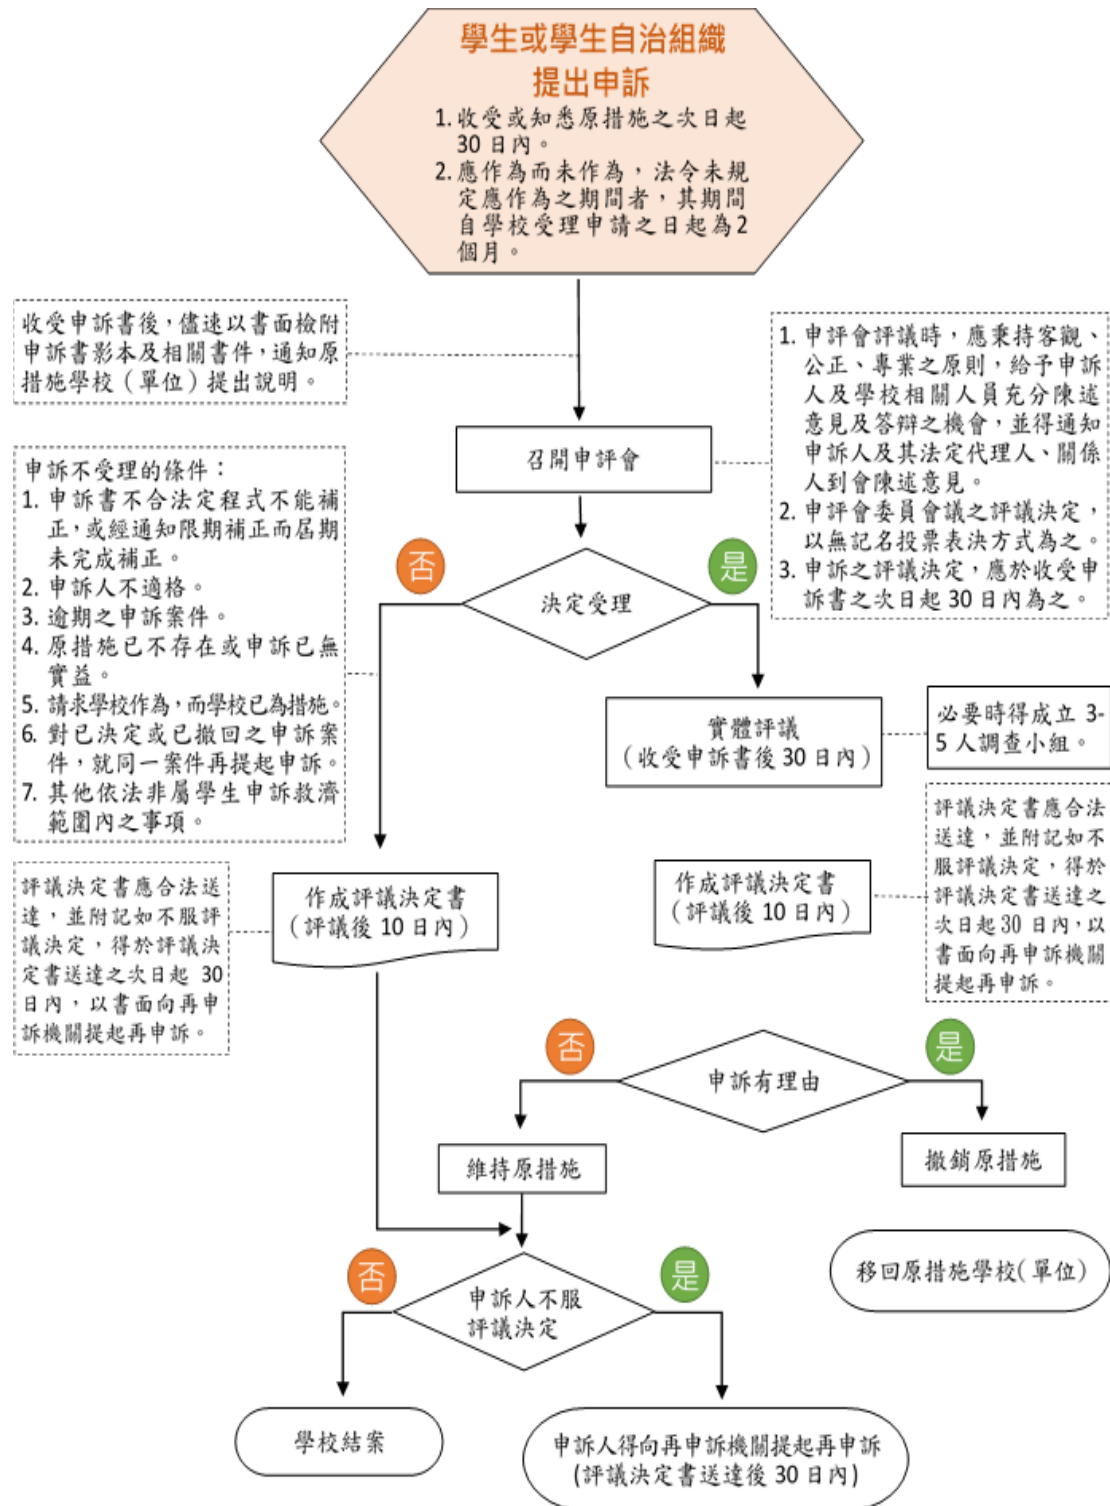 學生或學生自治組織
提出申訴
1. 收受或知悉原措施之次日起
30 日內。
2. 應作為而未作為，法令未規
定應作為之期間者，其期間
自學校受理申請之日起為2
個月。
收受申訴書後，儘速以書面檢附
申訴書影本及相關書件，通知原
措施學校（單位）提出說明。
1. 申評會評議時，應秉持客觀、
公正、專業之原則，給予申訴
人及學校相關人員充分陳述
意見及答辯之機會，並得通知
申訴人及其法定代理人、關係
人到會陳述意見。
2. 申評會委員會議之評議決定，
以無記名投票表決方式為之。
3. 申訴之評議決定，應於收受申
訴書之次日起 30 日內為之。
召開申評會
申訴不受理的條件：
1. 申訴書不合法定程式不能補
正，或經通知限期補正而屆期
未完成補正。
2. 申訴人不適格。
3. 逾期之申訴案件。
4. 原措施已不存在或申訴已無
實益。
5. 請求學校作為，而學校已為措施。
6. 對已決定或已撤回之申訴案
件，就同一案件再提起申訴。
7. 其他依法非屬學生申訴救濟
範圍內之事項。
否
是
決定受理
實體評議
（收受申訴書後 30 日內）
必要時得成立 3-
5 人調查小組。
評議決定書應合法送
達，並附記如不服評
議決定，得於評議決
定書送達之次日起 30
日內，以書面向再申
訴機關提起再申訴。
作成評議決定書
（評議後 10 日內）
作成評議決定書
（評議後 10 日內）
評議決定書應合法
送達，並附記如不
服評議決定，得於
評議決定書送達之
次日起 30 日內，以
書面向再申訴機關
提起再申訴。
否
是
申訴有理由
維持原措施
撤銷原措施
移回原措施學校(單位)
否
是
申訴人不服
評議決定
學校結案
申訴人得向再申訴機關提起再申訴
(評議決定書送達後 30 日內)